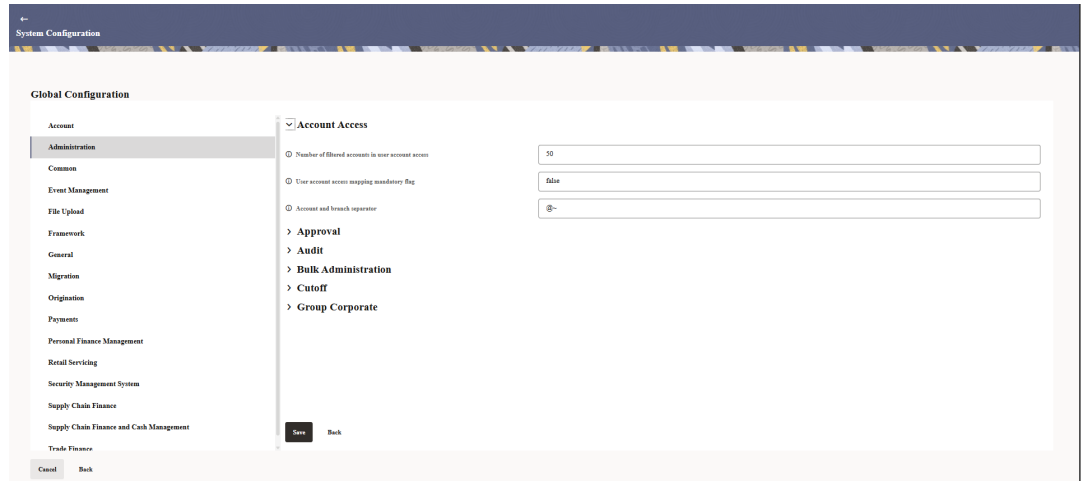 ←
System Configuration
Global Configuration
Account
Administration
Common
Event Management
File Upload
Framework
General
Migration
Origination
Payments
Personal Finance Management
Retail Servicing
Security Management System
Supply Chain Finance
Supply Chain Finance and Cash Management
Trade Finance
Account Access
Number of filtered accounts in user account access
50
User account access mapping mandatory flag
false
Account and branch separator
@~
Approval
Audit
Bulk Administration
Cutoff
Group Corporate
Save Back
Cancel Back